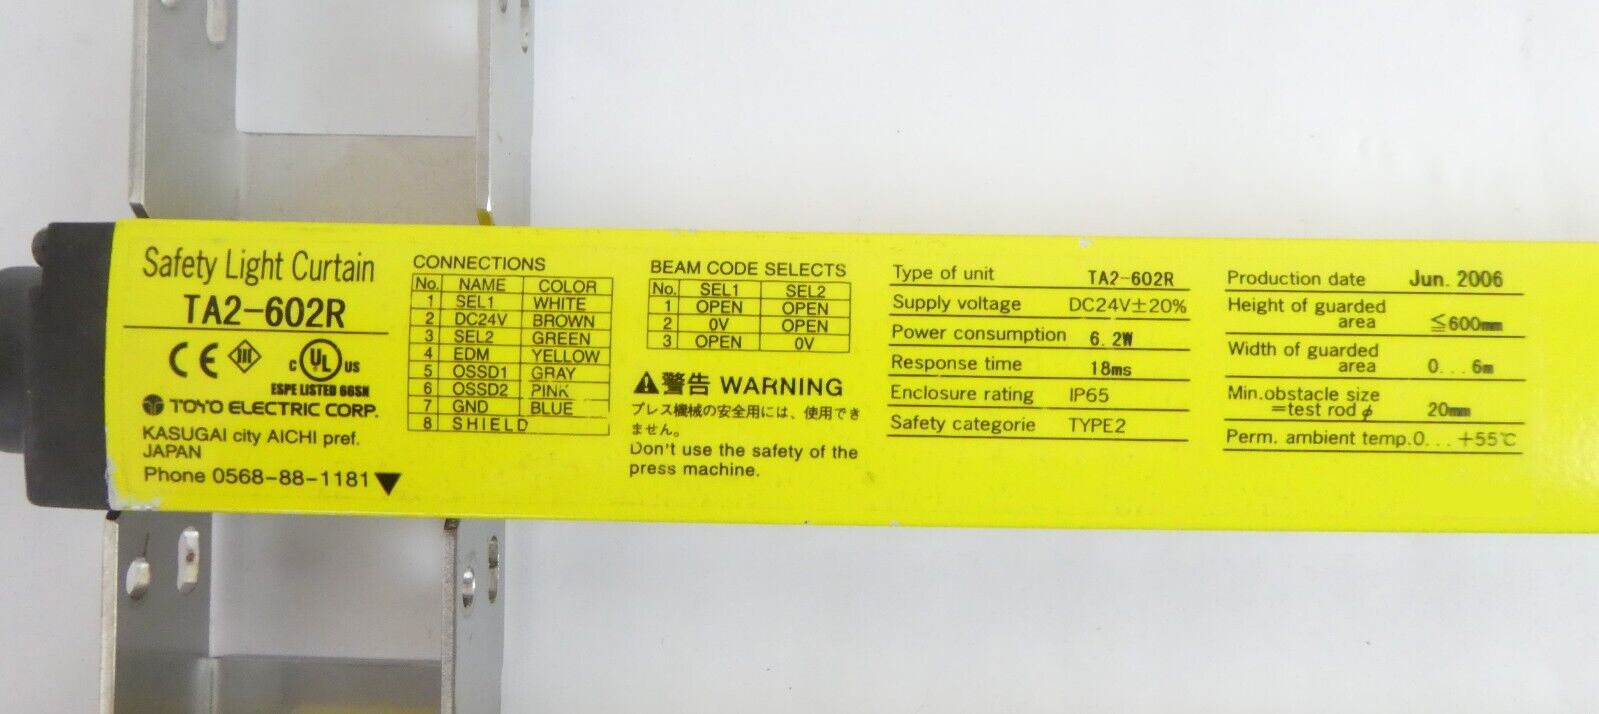 Safety Light Curtain
TA2-602R
CE c UL US
ESPE LISTED 66SN
TOYO ELECTRIC CORP.
KASUGAI city AICHI pref.
JAPAN
Phone 0568-88-1181▼
CONNECTIONS
No. NAME COLOR
1 SEL1 WHITE
2 DC24V BROWN
3 SEL2 GREEN
4 EDM YELLOW
5 OSSD1 GRAY
6 OSSD2 PINK
7 GND BLUE
8 SHIELD
BEAM CODE SELECTS
No. SEL1 SEL2
1 OPEN OPEN
2 0V OPEN
3 OPEN 0V
⚠警告 WARNING
プレス機械の安全用には、使用でき
ません。
Don't use the safety of the
press machine.
Type of unit TA2-602R
Supply voltage DC24V±20%
Power consumption 6.2W
Response time 18ms
Enclosure rating IP65
Safety categorie TYPE2
Production date Jun. 2006
Height of guarded
area ≦600mm
Width of guarded
area 0...6m
Min.obstacle size
=test rod ϕ 20mm
Perm. ambient temp. 0...+55℃